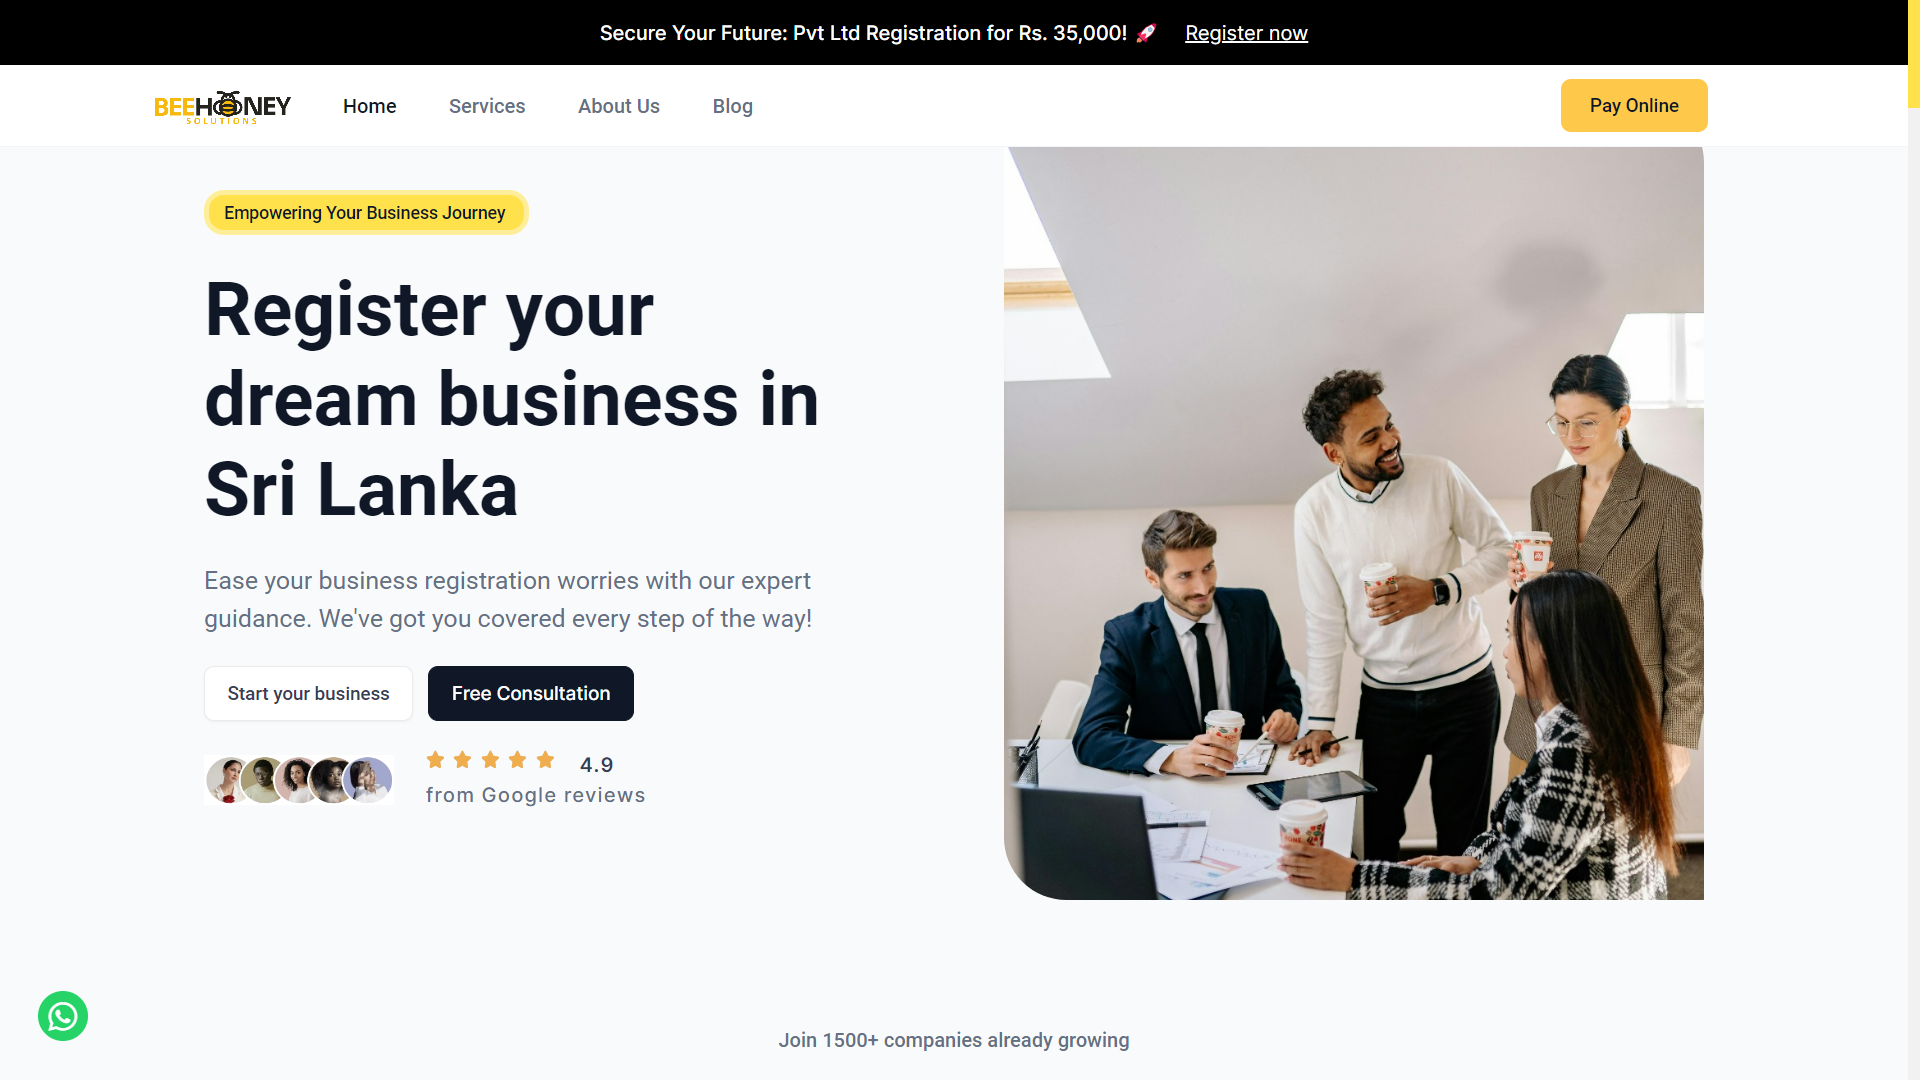 Secure Your Future: Pvt Ltd Registration for Rs. 35,000! 🚀 Register now
BEEHONEY
SOLUTIONS
Home Services About Us Blog
Pay Online
Empowering Your Business Journey
Register your
dream business in
Sri Lanka
Ease your business registration worries with our expert
guidance. We've got you covered every step of the way!
Start your business
Free Consultation
4.9
from Google reviews
Join 1500+ companies already growing